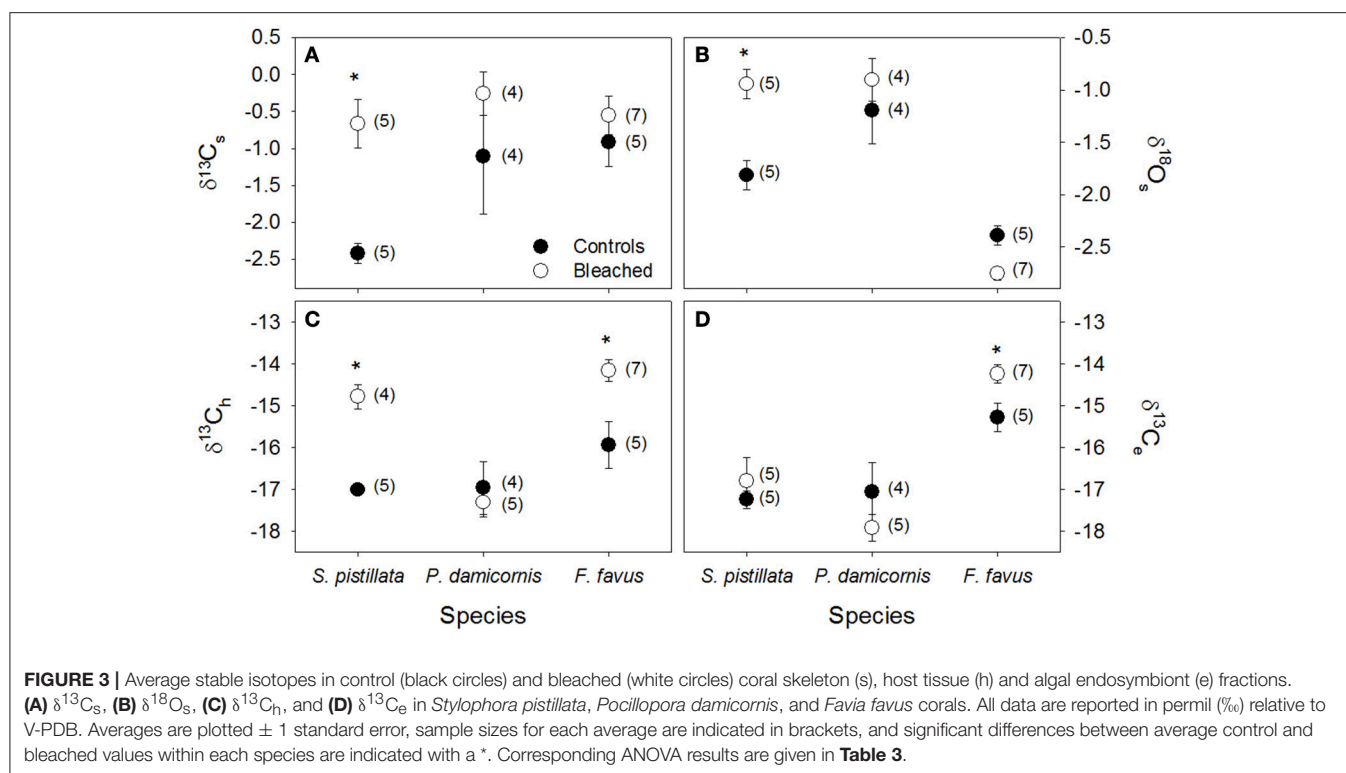 A
B
0.5
0.0
-0.5
-1.0
-1.5
-2.0
-2.5
δ¹³Cₛ
*
(5)
(5)
(4)
(4)
(7)
(5)
Controls
Bleached
*
(5)
(5)
(4)
(4)
(5)
(7)
-0.5
-1.0
-1.5
-2.0
-2.5
δ¹⁸Oₛ
C
D
-13
-14
-15
-16
-17
-18
δ¹³Cₕ
*
(4)
(5)
(4)
(5)
*
(7)
(5)
(5)
(5)
(4)
(5)
*
(7)
(5)
-13
-14
-15
-16
-17
-18
δ¹³Cₑ
S. pistillata P. damicornis F. favus
Species
S. pistillata P. damicornis F. favus
Species
FIGURE 3 | Average stable isotopes in control (black circles) and bleached (white circles) coral skeleton (s), host tissue (h) and algal endosymbiont (e) fractions.
(A) δ¹³Cs, (B) δ¹⁸Os, (C) δ¹³Ch, and (D) δ¹³Ce in Stylophora pistillata, Pocillopora damicornis, and Favia favus corals. All data are reported in permil (‰) relative to
V-PDB. Averages are plotted ± 1 standard error, sample sizes for each average are indicated in brackets, and significant differences between average control and
bleached values within each species are indicated with a *. Corresponding ANOVA results are given in Table 3.